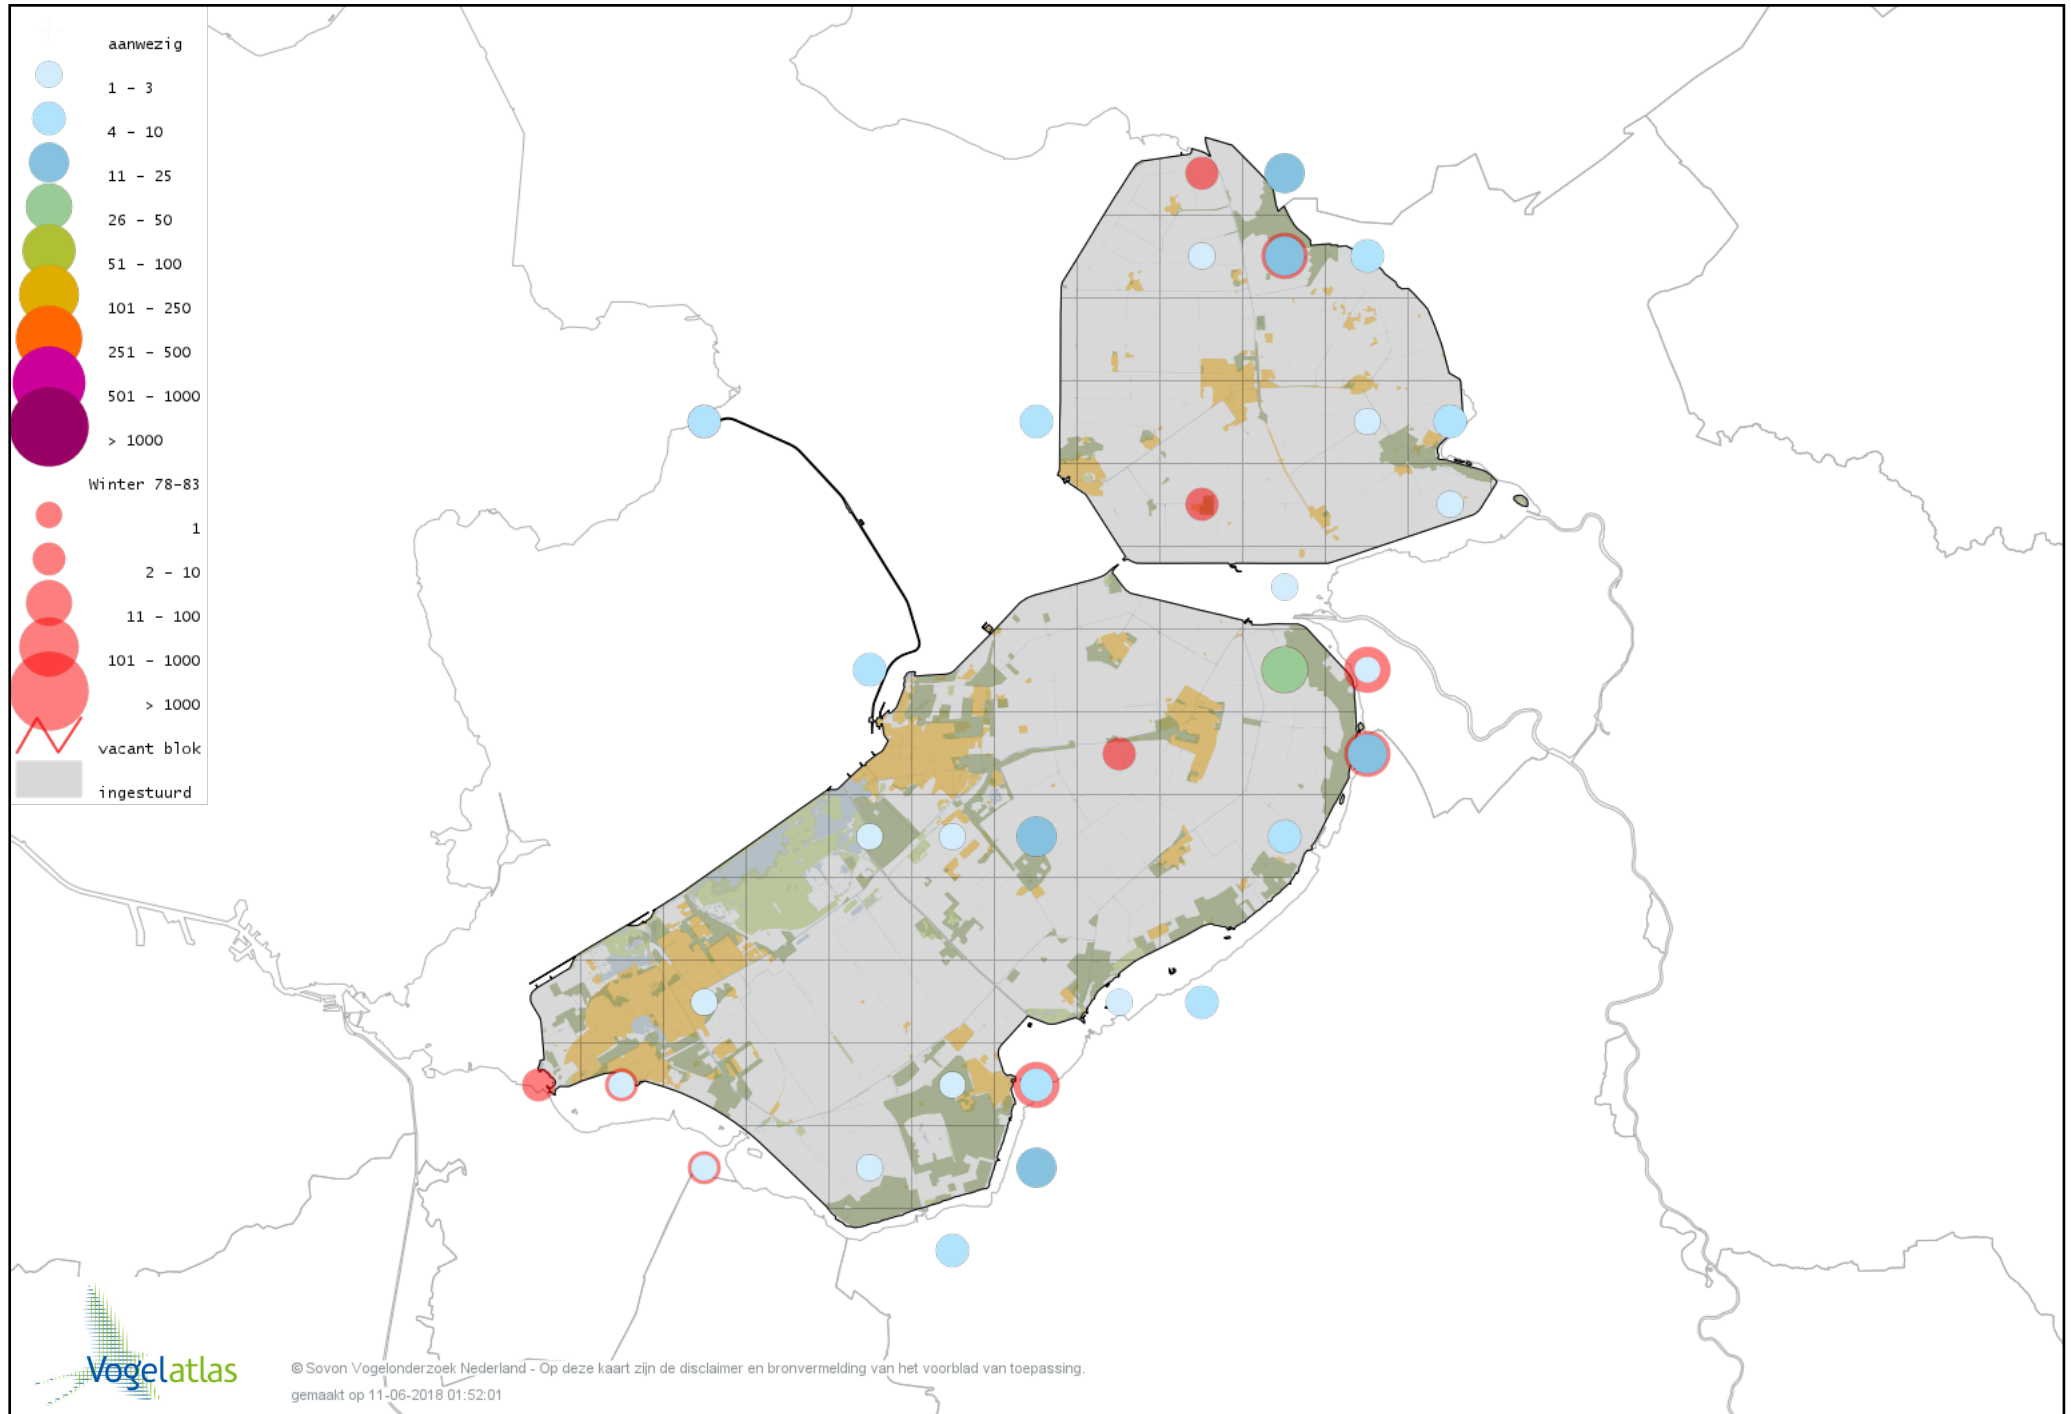 aanwezig
1 - 3
4 - 10
11 - 25
26 - 50
51 - 100
101 - 250
251 - 500
501 - 1000
> 1000
Winter 78-83
1
2 - 10
11 - 100
101 - 1000
> 1000
vacant blok
ingestuurd
Vogelatlas
© Sovon Vogelonderzoek Nederland - Op deze kaart zijn de disclaimer en bronvermelding van het voorblad van toepassing.
gemaakt op 11-06-2018 01:52:01